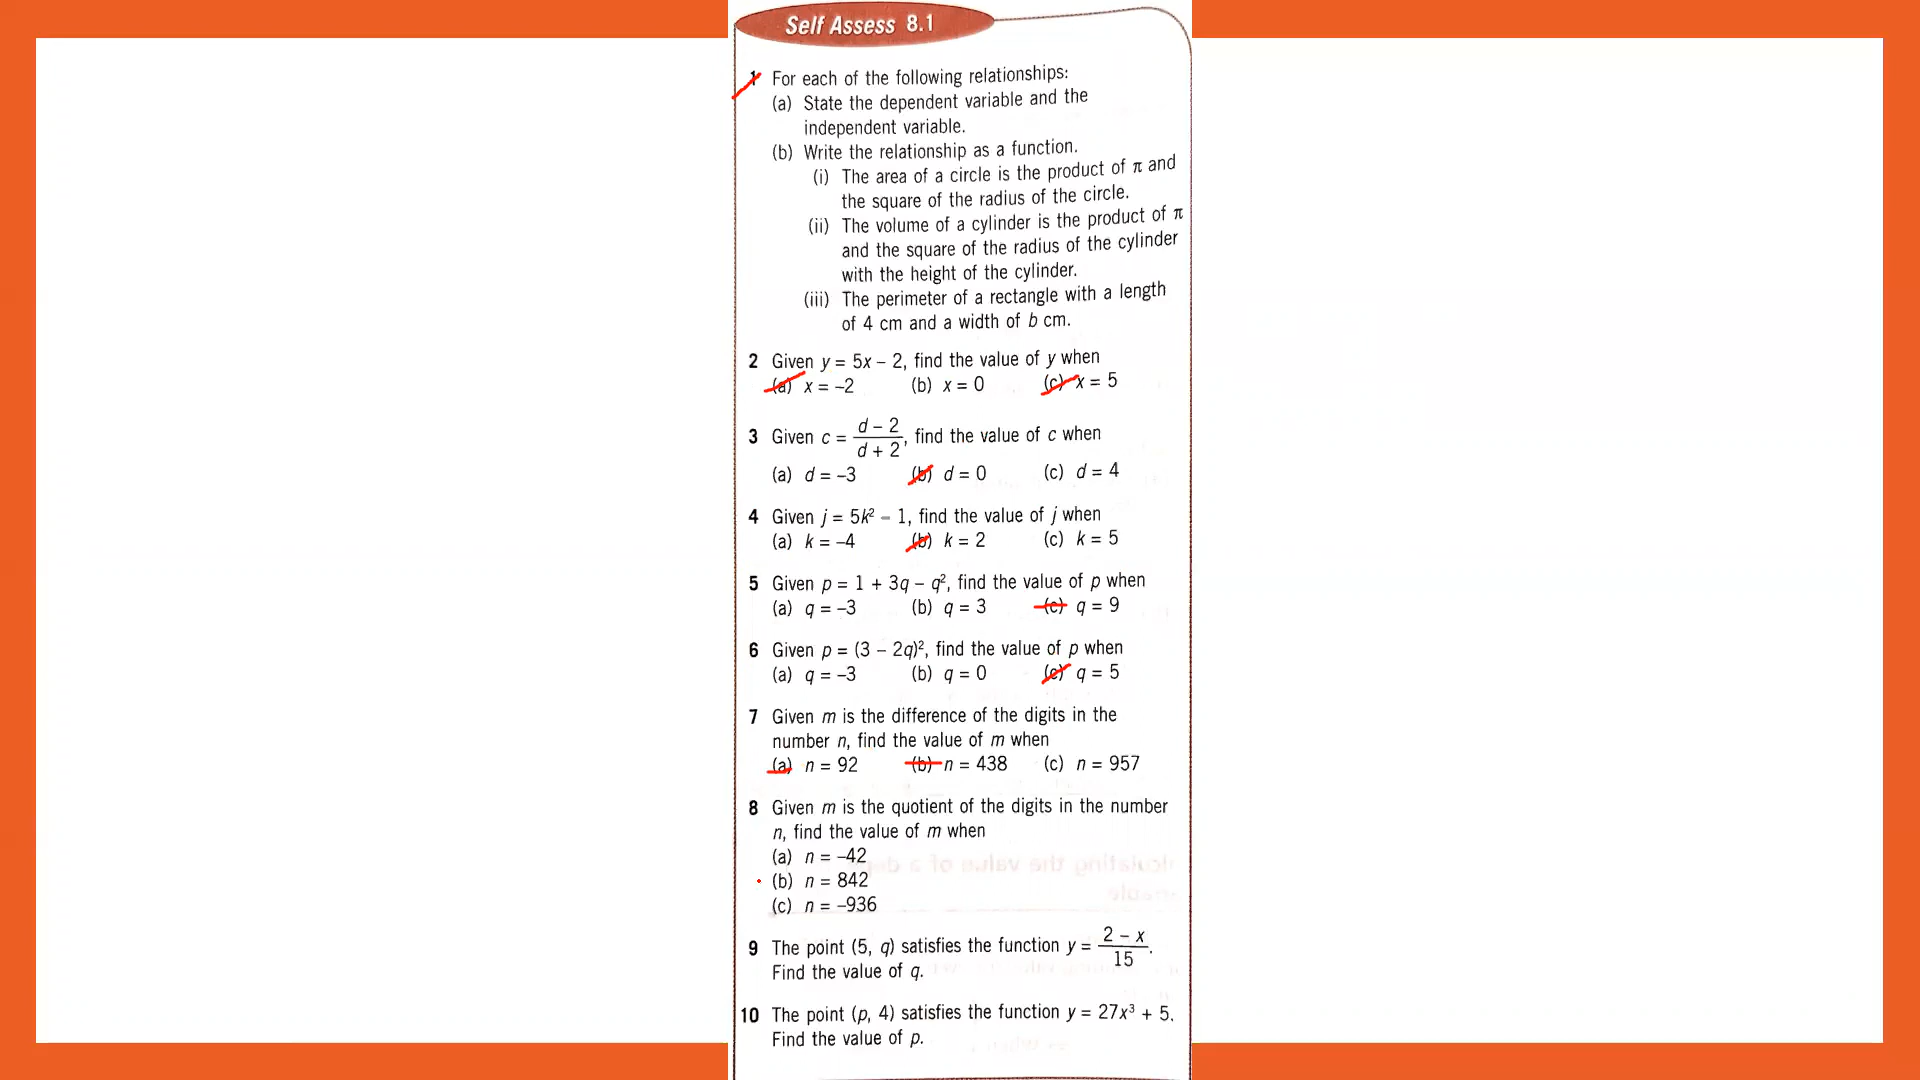 Self Assess 8.1
1 For each of the following relationships:
(a) State the dependent variable and the
independent variable.
(b) Write the relationship as a function.
(i) The area of a circle is the product of π and
the square of the radius of the circle.
(ii) The volume of a cylinder is the product of π
and the square of the radius of the cylinder
with the height of the cylinder.
(iii) The perimeter of a rectangle with a length
of 4 cm and a width of b cm.
2 Given y = 5x – 2, find the value of y when
(a) x = –2 (b) x = 0 (c) x = 5
3 Given c = (d – 2)/(d + 2), find the value of c when
(a) d = –3 (b) d = 0 (c) d = 4
4 Given j = 5k² – 1, find the value of j when
(a) k = –4 (b) k = 2 (c) k = 5
5 Given p = 1 + 3q – q², find the value of p when
(a) q = –3 (b) q = 3 (c) q = 9
6 Given p = (3 – 2q)², find the value of p when
(a) q = –3 (b) q = 0 (c) q = 5
7 Given m is the difference of the digits in the
number n, find the value of m when
(a) n = 92 (b) n = 438 (c) n = 957
8 Given m is the quotient of the digits in the number
n, find the value of m when
(a) n = –42
(b) n = 842
(c) n = –936
9 The point (5, q) satisfies the function y = (2 – x)/15.
Find the value of q.
10 The point (p, 4) satisfies the function y = 27x³ + 5.
Find the value of p.